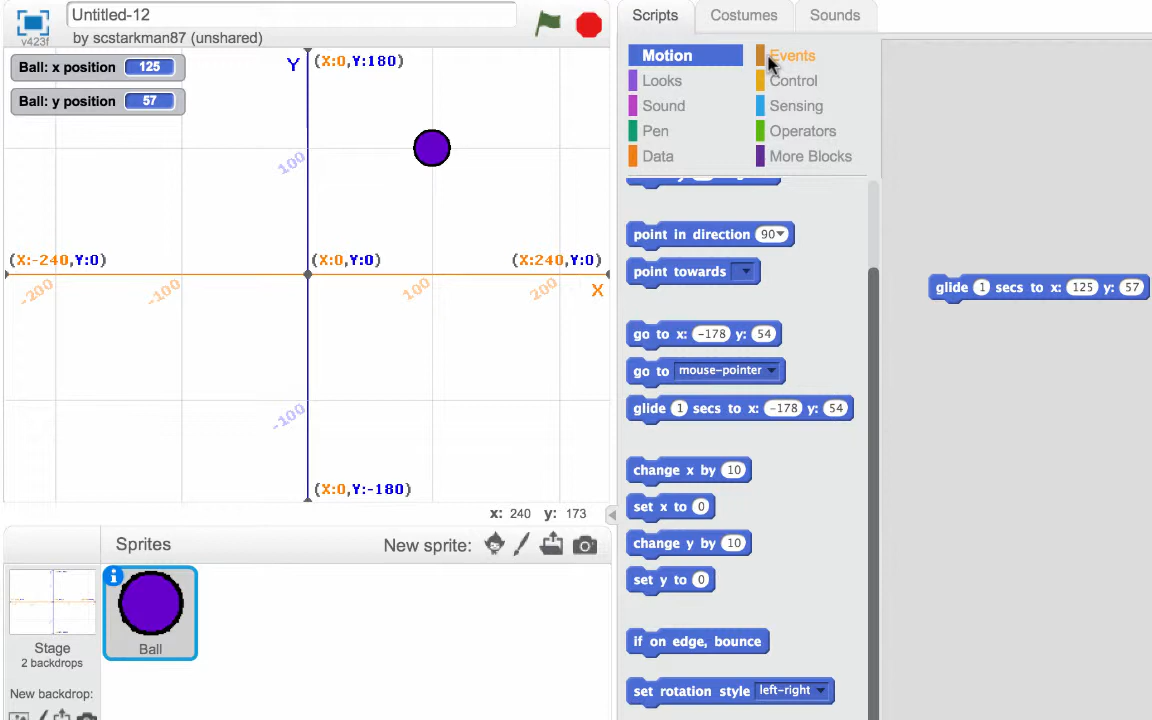 Untitled-12
by scstarkman87 (unshared)
v423f
Ball: x position 125
Ball: y position 57
Y
(X:0,Y:180)
100
(X:-240,Y:0)
(X:0,Y:0)
(X:240,Y:0)
-200
-100
100
200
X
-100
(X:0,Y:-180)
x: 240 y: 173
Sprites
New sprite:
Stage
2 backdrops
New backdrop:
Ball
Scripts
Costumes
Sounds
Motion
Events
Looks
Control
Sound
Sensing
Pen
Operators
Data
More Blocks
point in direction 90
point towards
go to x: -178 y: 54
go to mouse-pointer
glide 1 secs to x: -178 y: 54
change x by 10
set x to 0
change y by 10
set y to 0
if on edge, bounce
set rotation style left-right
glide 1 secs to x: 125 y: 57